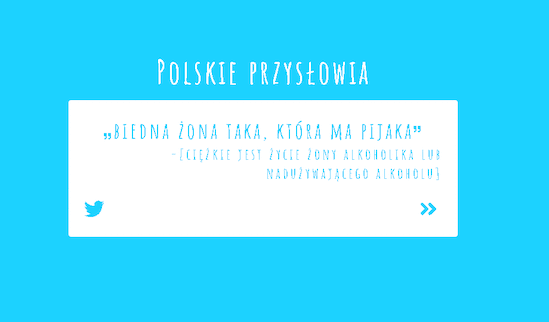 Polskie przysłowia
„Biedna żona taka, która ma pijaka”
-[Ciężkie jest życie żony alkoholika lub
nadużywającego alkoholu]